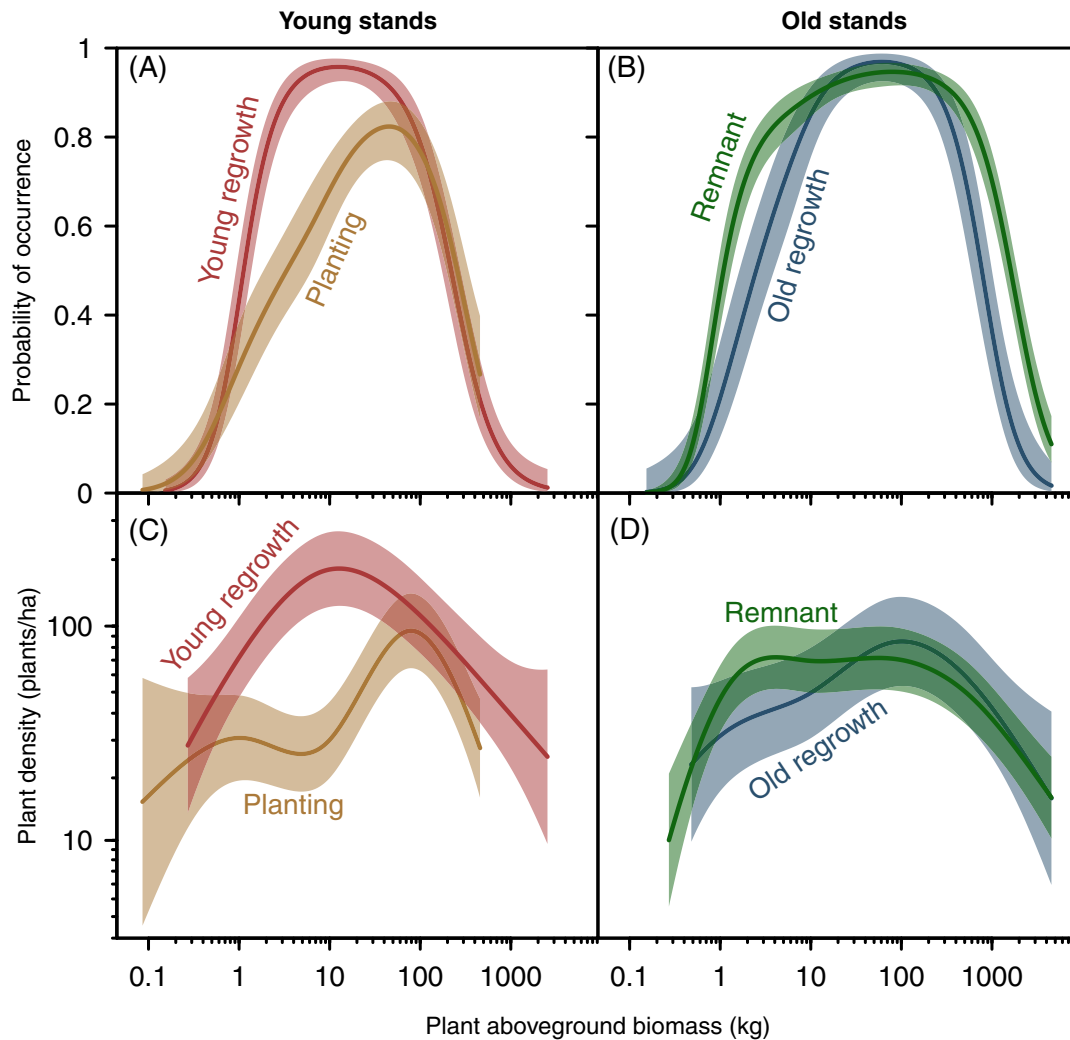 Young stands
Old stands
(A)
(B)
Probability of occurrence
1
0.8
0.6
0.4
0.2
0
Young regrowth
Planting
Remnant
Old regrowth
(C)
(D)
Plant density (plants/ha)
100
10
Young regrowth
Planting
Remnant
Old regrowth
0.1 1 10 100 1000
0.1 1 10 100 1000
Plant aboveground biomass (kg)